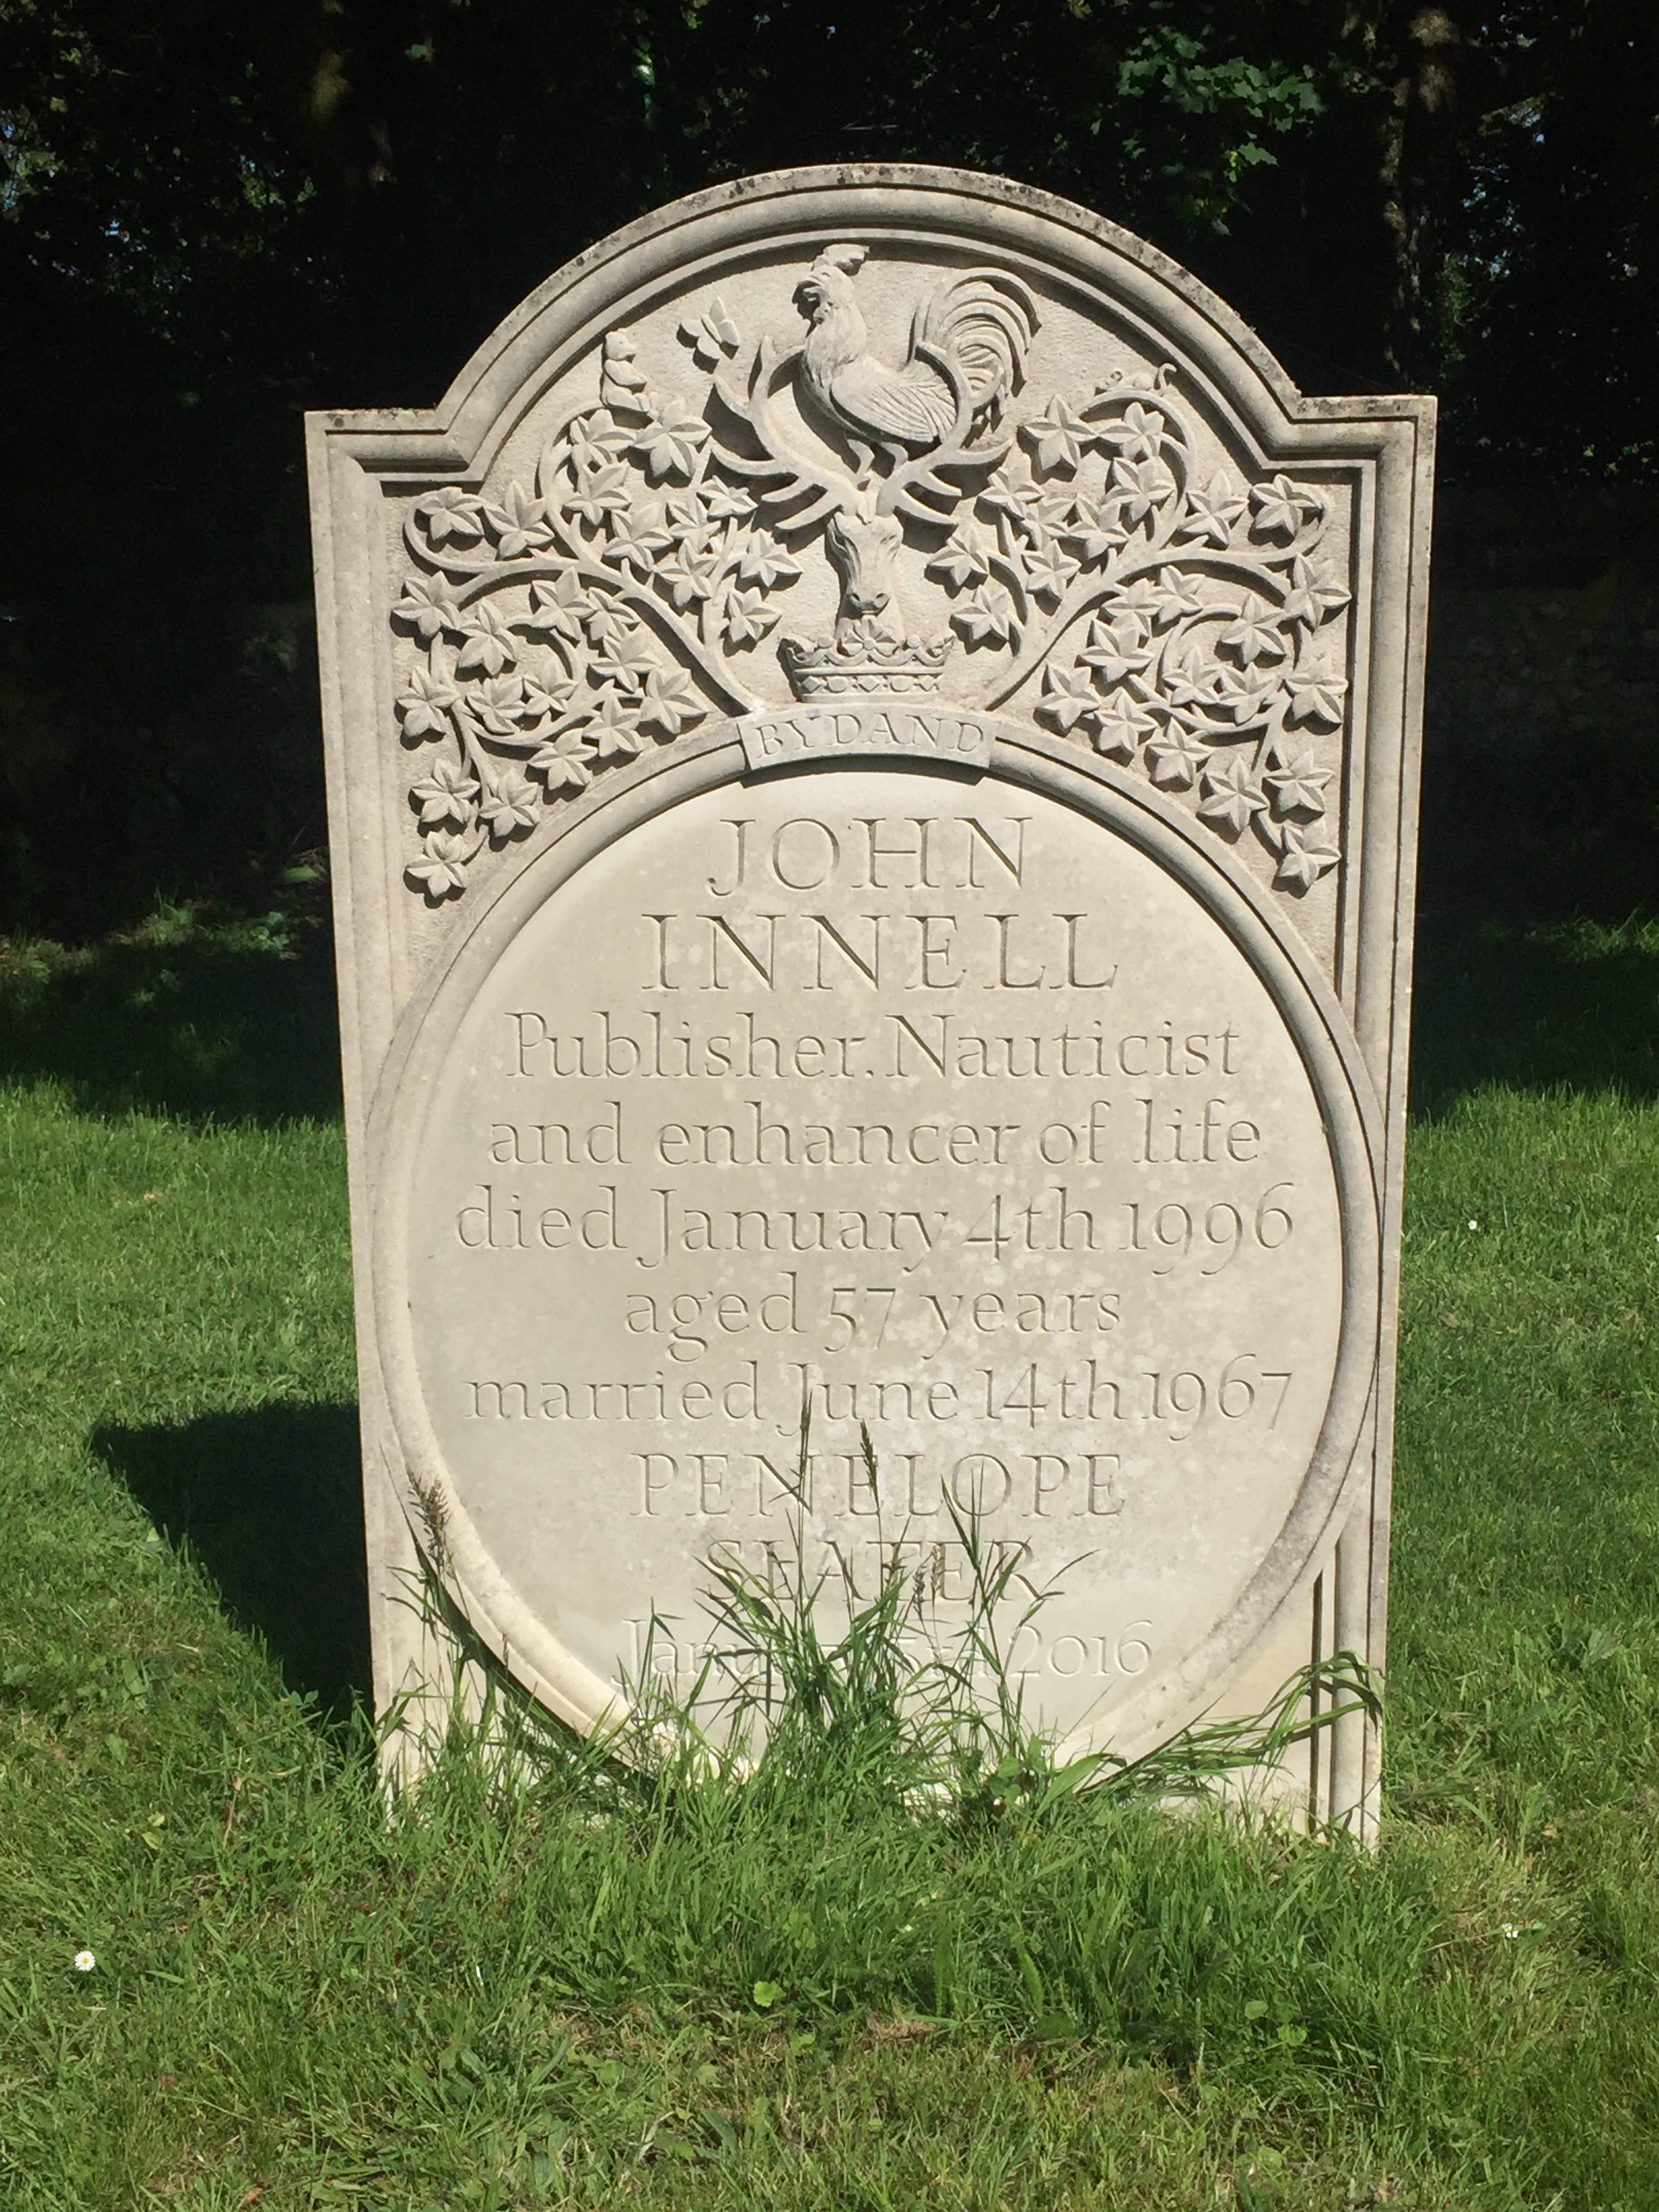 BYDAND
JOHN
INNELL
Publisher. Nauticist
and enhancer of life
died January 4th 1996
aged 57 years
married June 14th 1967
PENELOPE
SLATER
2016